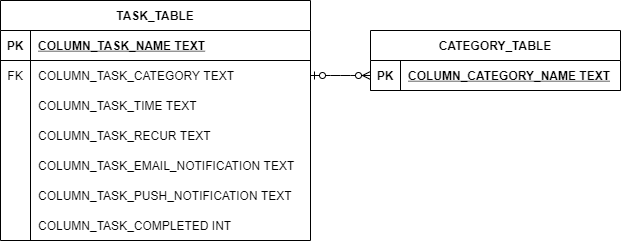 TASK_TABLE
PK COLUMN_TASK_NAME TEXT
FK COLUMN_TASK_CATEGORY TEXT
COLUMN_TASK_TIME TEXT
COLUMN_TASK_RECUR TEXT
COLUMN_TASK_EMAIL_NOTIFICATION TEXT
COLUMN_TASK_PUSH_NOTIFICATION TEXT
COLUMN_TASK_COMPLETED INT
CATEGORY_TABLE
PK COLUMN_CATEGORY_NAME TEXT